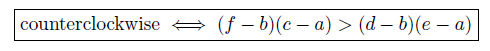 counterclockwise ⟺ (f − b)(c − a) > (d − b)(e − a)